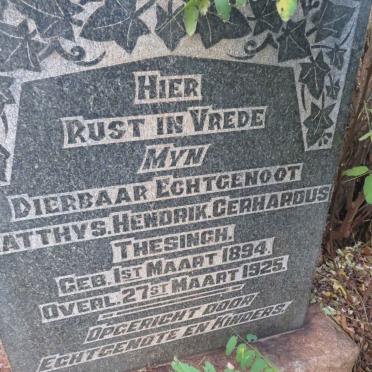 HIER
RUST IN VREDE
MYN
DIERBAAR ECHTGENOOT
ATTHYS. HENDRIK. GERHARDUS
THESINGH.
GEB. 1ST MAART 1894.
OVERL. 27ST MAART 1925.
OPGERICHT DOOR
ECHTGENOTE EN KINDERS